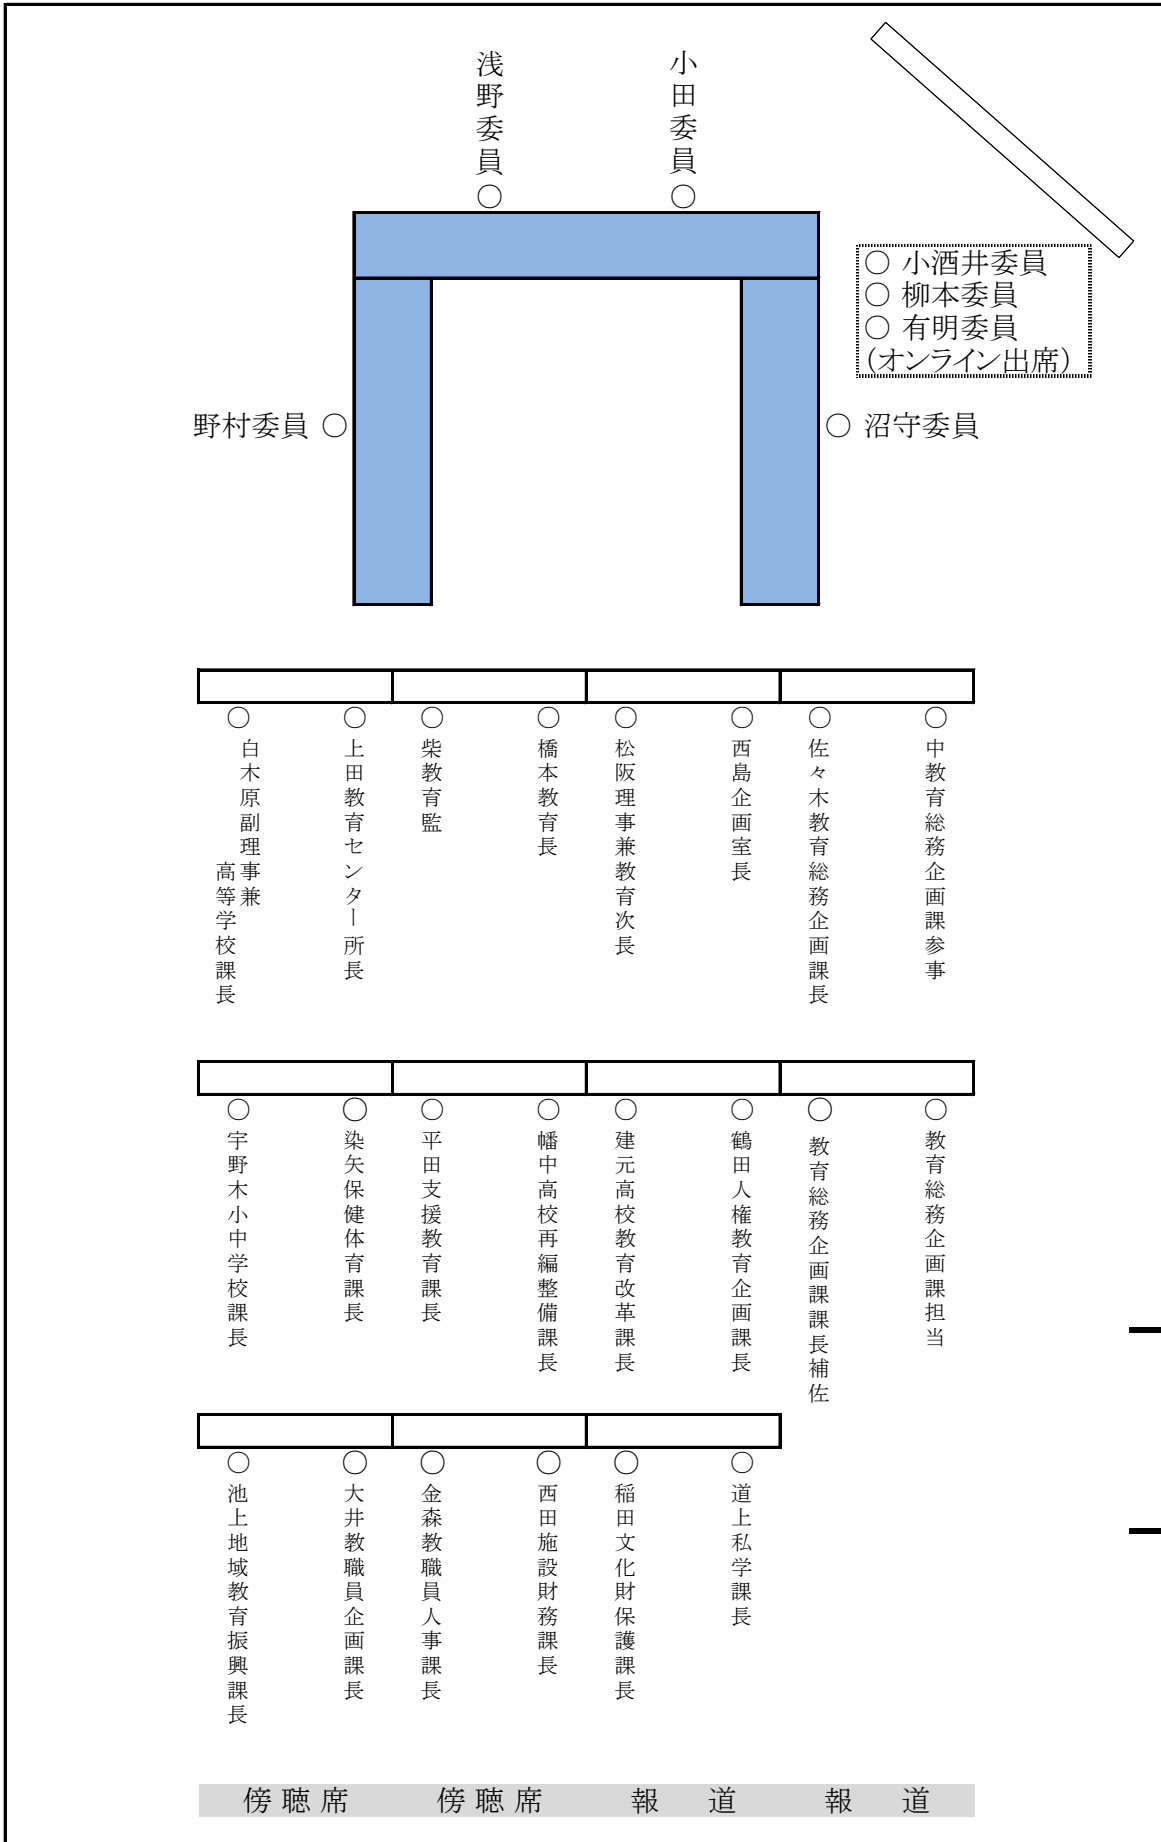 浅野委員○
小田委員○
○ 小酒井委員
○ 柳本委員
○ 有明委員
(オンライン出席)
野村委員 ○
○ 沼守委員
○白木原副理事兼
高等学校課長
○上田教育センター所長
○柴教育監
○橋本教育長
○松阪理事兼教育次長
○西島企画室長
○佐々木教育総務企画課長
○中教育総務企画課参事
○宇野木小中学校課長
○染矢保健体育課長
○平田支援教育課長
○幡中高校再編整備課長
○建元高校教育改革課長
○鶴田人権教育企画課長
○教育総務企画課課長補佐
○教育総務企画課担当
○池上地域教育振興課長
○大井教職員企画課長
○金森教職員人事課長
○西田施設財務課長
○稲田文化財保護課長
○道上私学課長
傍聴席 傍聴席 報 道 報 道